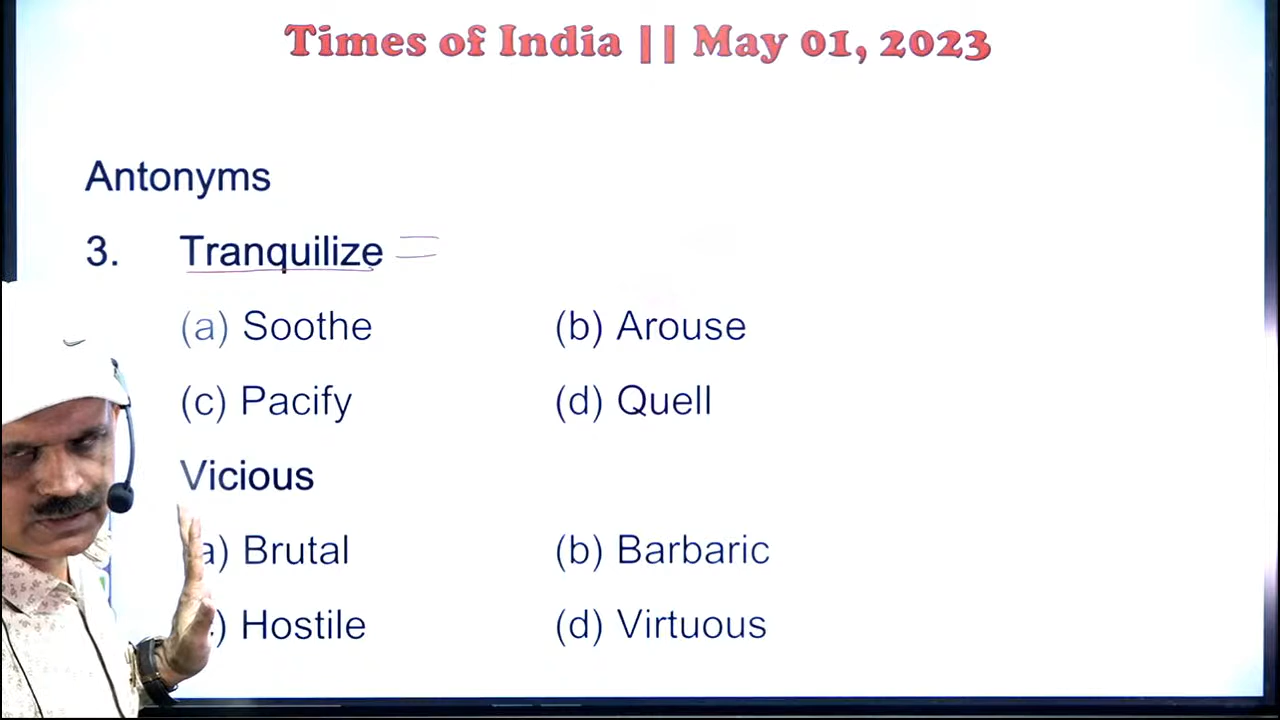 Times of India || May 01, 2023
Antonyms
3. Tranquilize =
(a) Soothe (b) Arouse
(c) Pacify (d) Quell
Vicious
a) Brutal (b) Barbaric
) Hostile (d) Virtuous